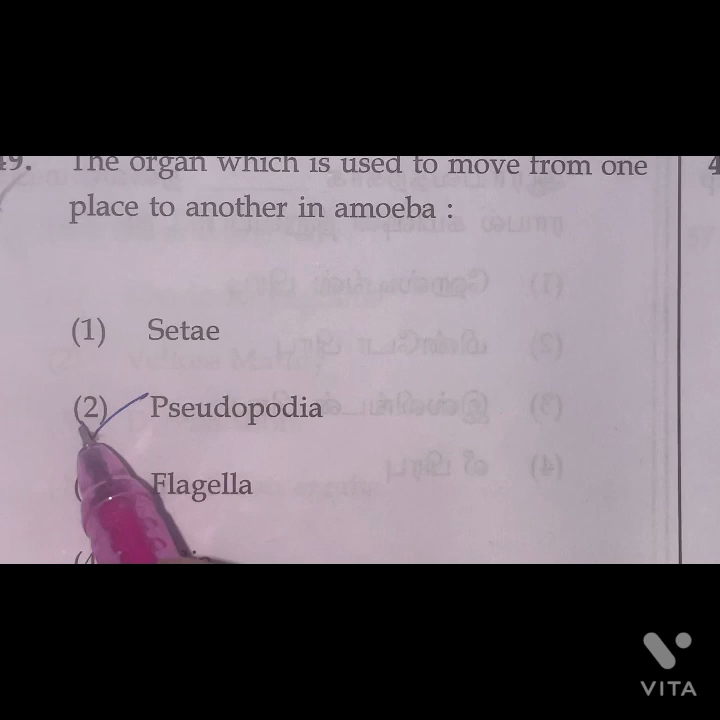 49. The organ which is used to move from one
place to another in amoeba :
(1) Setae
(2) Pseudopodia
Flagella
VITA